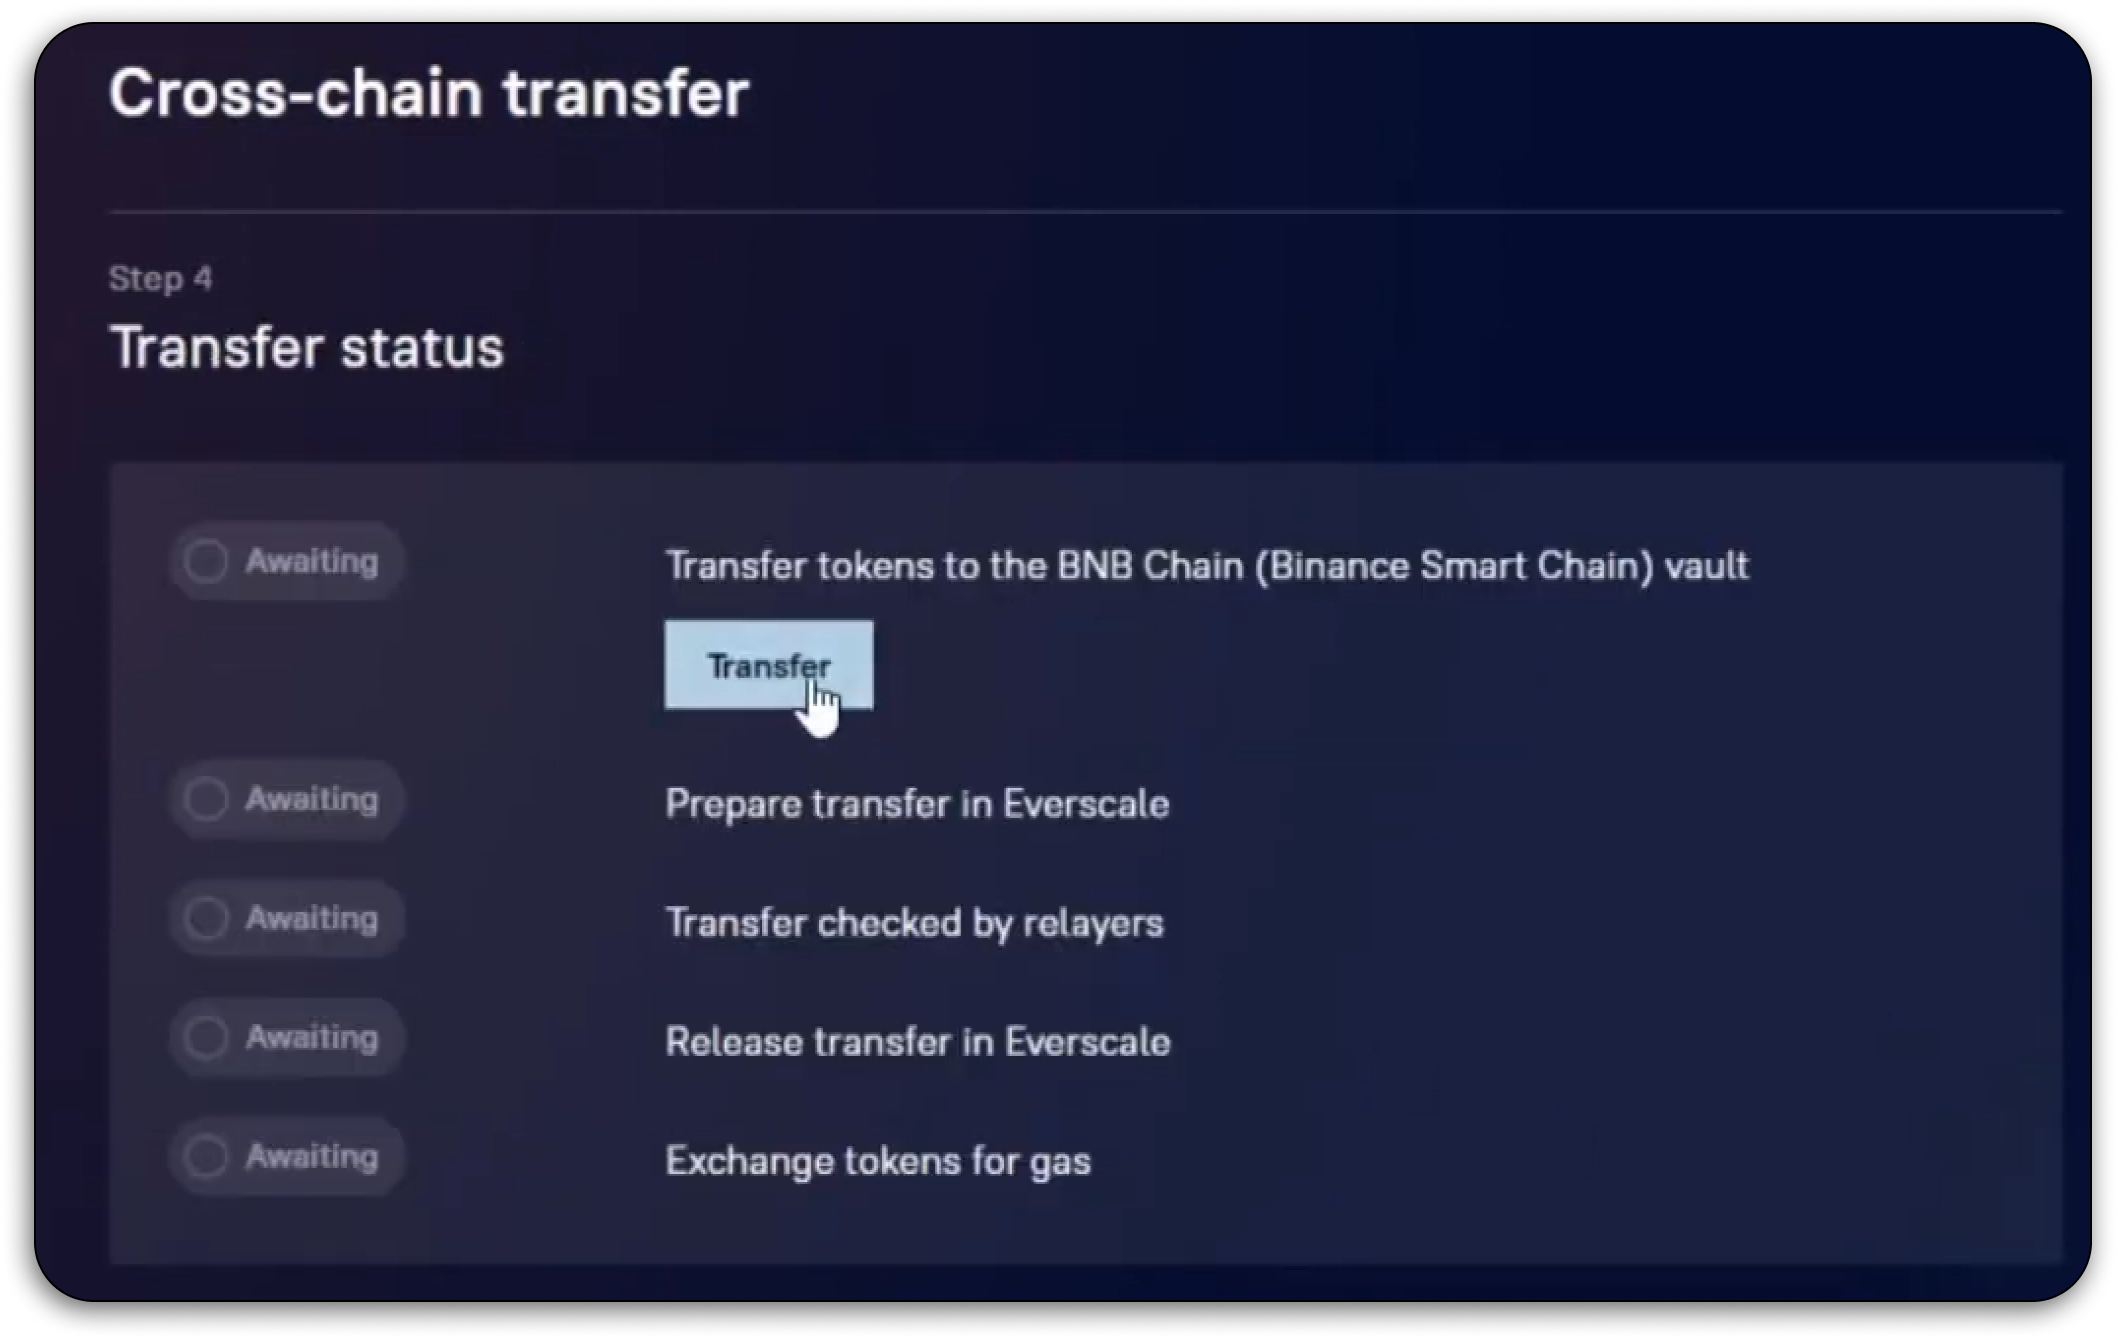 Cross-chain transfer
Step 4
Transfer status
Awaiting
Transfer tokens to the BNB Chain (Binance Smart Chain) vault
Transfer
Awaiting
Prepare transfer in Everscale
Awaiting
Transfer checked by relayers
Awaiting
Release transfer in Everscale
Awaiting
Exchange tokens for gas